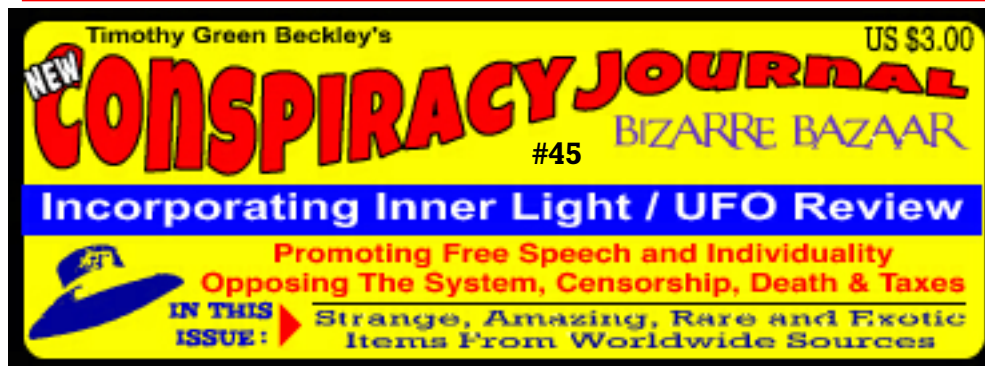 Timothy Green Beckley's
US $3.00
NEW
CONSPIRACY JOURNAL
BIZARRE BAZAAR
#45
Incorporating Inner Light / UFO Review
Promoting Free Speech and Individuality
Opposing The System, Censorship, Death & Taxes
IN THIS
ISSUE:
Strange, Amazing, Rare and Exotic
Items From Worldwide Sources